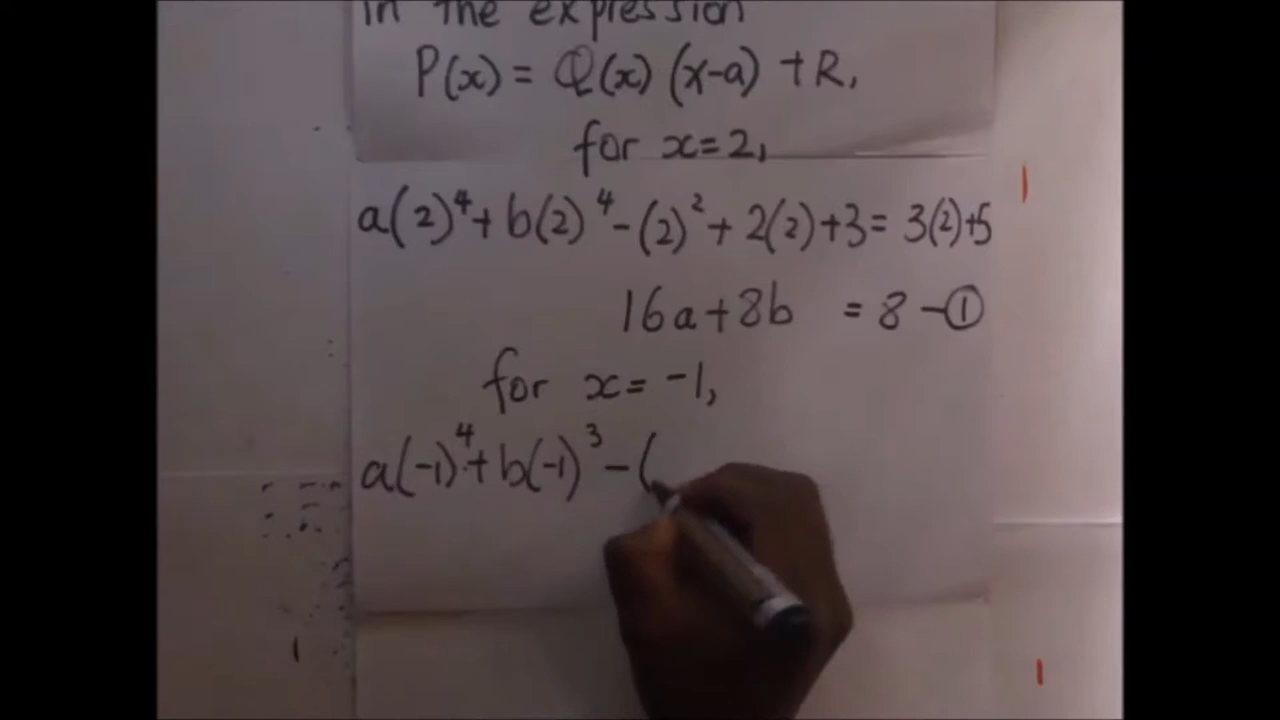 in the expression
P(x) = Q(x) (x-a) + R,
for x=2,
a(2)⁴ + b(2)⁴ - (2)² + 2(2) + 3 = 3(2)+5
16a + 8b = 8 - ①
for x = -1,
a(-1)⁴ + b(-1)³ - (